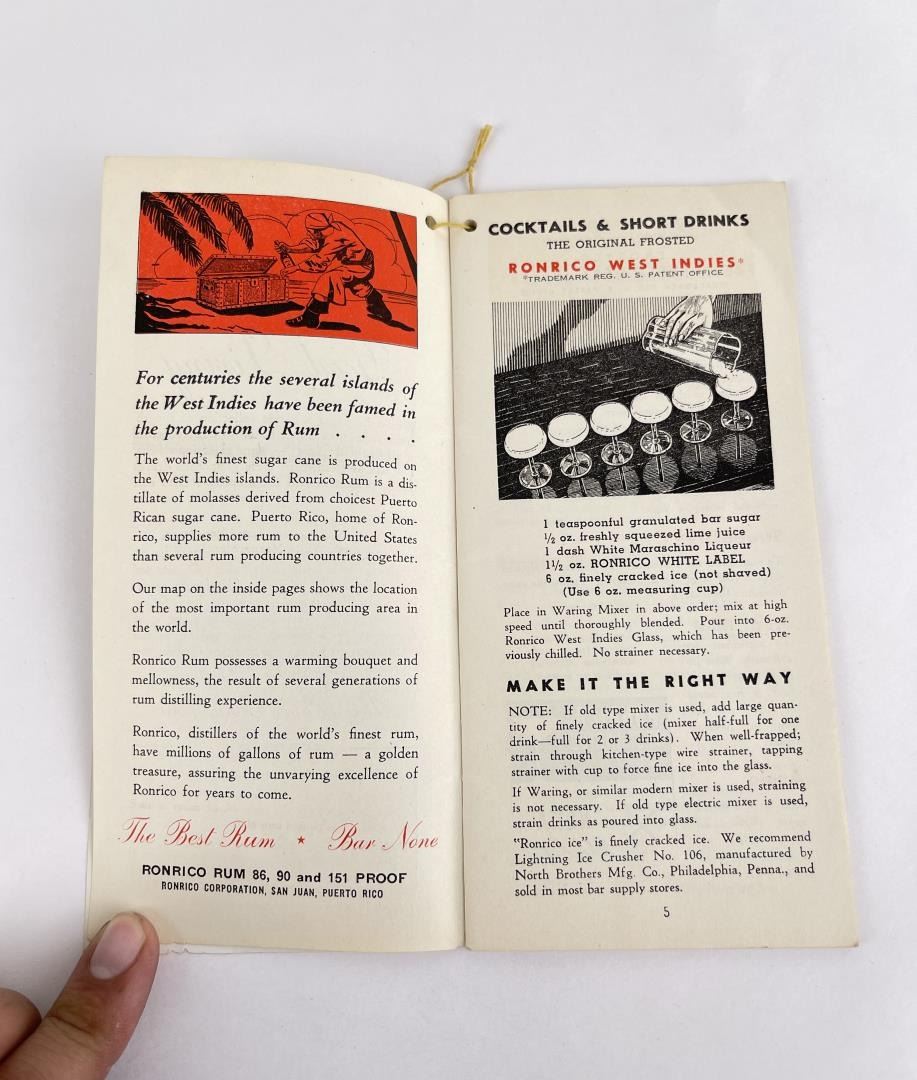 For centuries the several islands of
the West Indies have been famed in
the production of Rum . . . .
The world's finest sugar cane is produced on
the West Indies islands. Ronrico Rum is a dis-
tillate of molasses derived from choicest Puerto
Rican sugar cane. Puerto Rico, home of Ron-
rico, supplies more rum to the United States
than several rum producing countries together.
Our map on the inside pages shows the location
of the most important rum producing area in
the world.
Ronrico Rum possesses a warming bouquet and
mellowness, the result of several generations of
rum distilling experience.
Ronrico, distillers of the world's finest rum,
have millions of gallons of rum — a golden
treasure, assuring the unvarying excellence of
Ronrico for years to come.
The Best Rum ★ Bar None
RONRICO RUM 86, 90 and 151 PROOF
RONRICO CORPORATION, SAN JUAN, PUERTO RICO
COCKTAILS & SHORT DRINKS
THE ORIGINAL FROSTED
RONRICO WEST INDIES*
*TRADEMARK REG. U. S. PATENT OFFICE
1 teaspoonful granulated bar sugar
½ oz. freshly squeezed lime juice
1 dash White Maraschino Liqueur
1½ oz. RONRICO WHITE LABEL
6 oz. finely cracked ice (not shaved)
(Use 6 oz. measuring cup)
Place in Waring Mixer in above order; mix at high
speed until thoroughly blended. Pour into 6-oz.
Ronrico West Indies Glass, which has been pre-
viously chilled. No strainer necessary.
MAKE IT THE RIGHT WAY
NOTE: If old type mixer is used, add large quan-
tity of finely cracked ice (mixer half-full for one
drink—full for 2 or 3 drinks). When well-frapped;
strain through kitchen-type wire strainer, tapping
strainer with cup to force fine ice into the glass.
If Waring, or similar modern mixer is used, straining
is not necessary. If old type electric mixer is used,
strain drinks as poured into glass.
"Ronrico ice" is finely cracked ice. We recommend
Lightning Ice Crusher No. 106, manufactured by
North Brothers Mfg. Co., Philadelphia, Penna., and
sold in most bar supply stores.
5